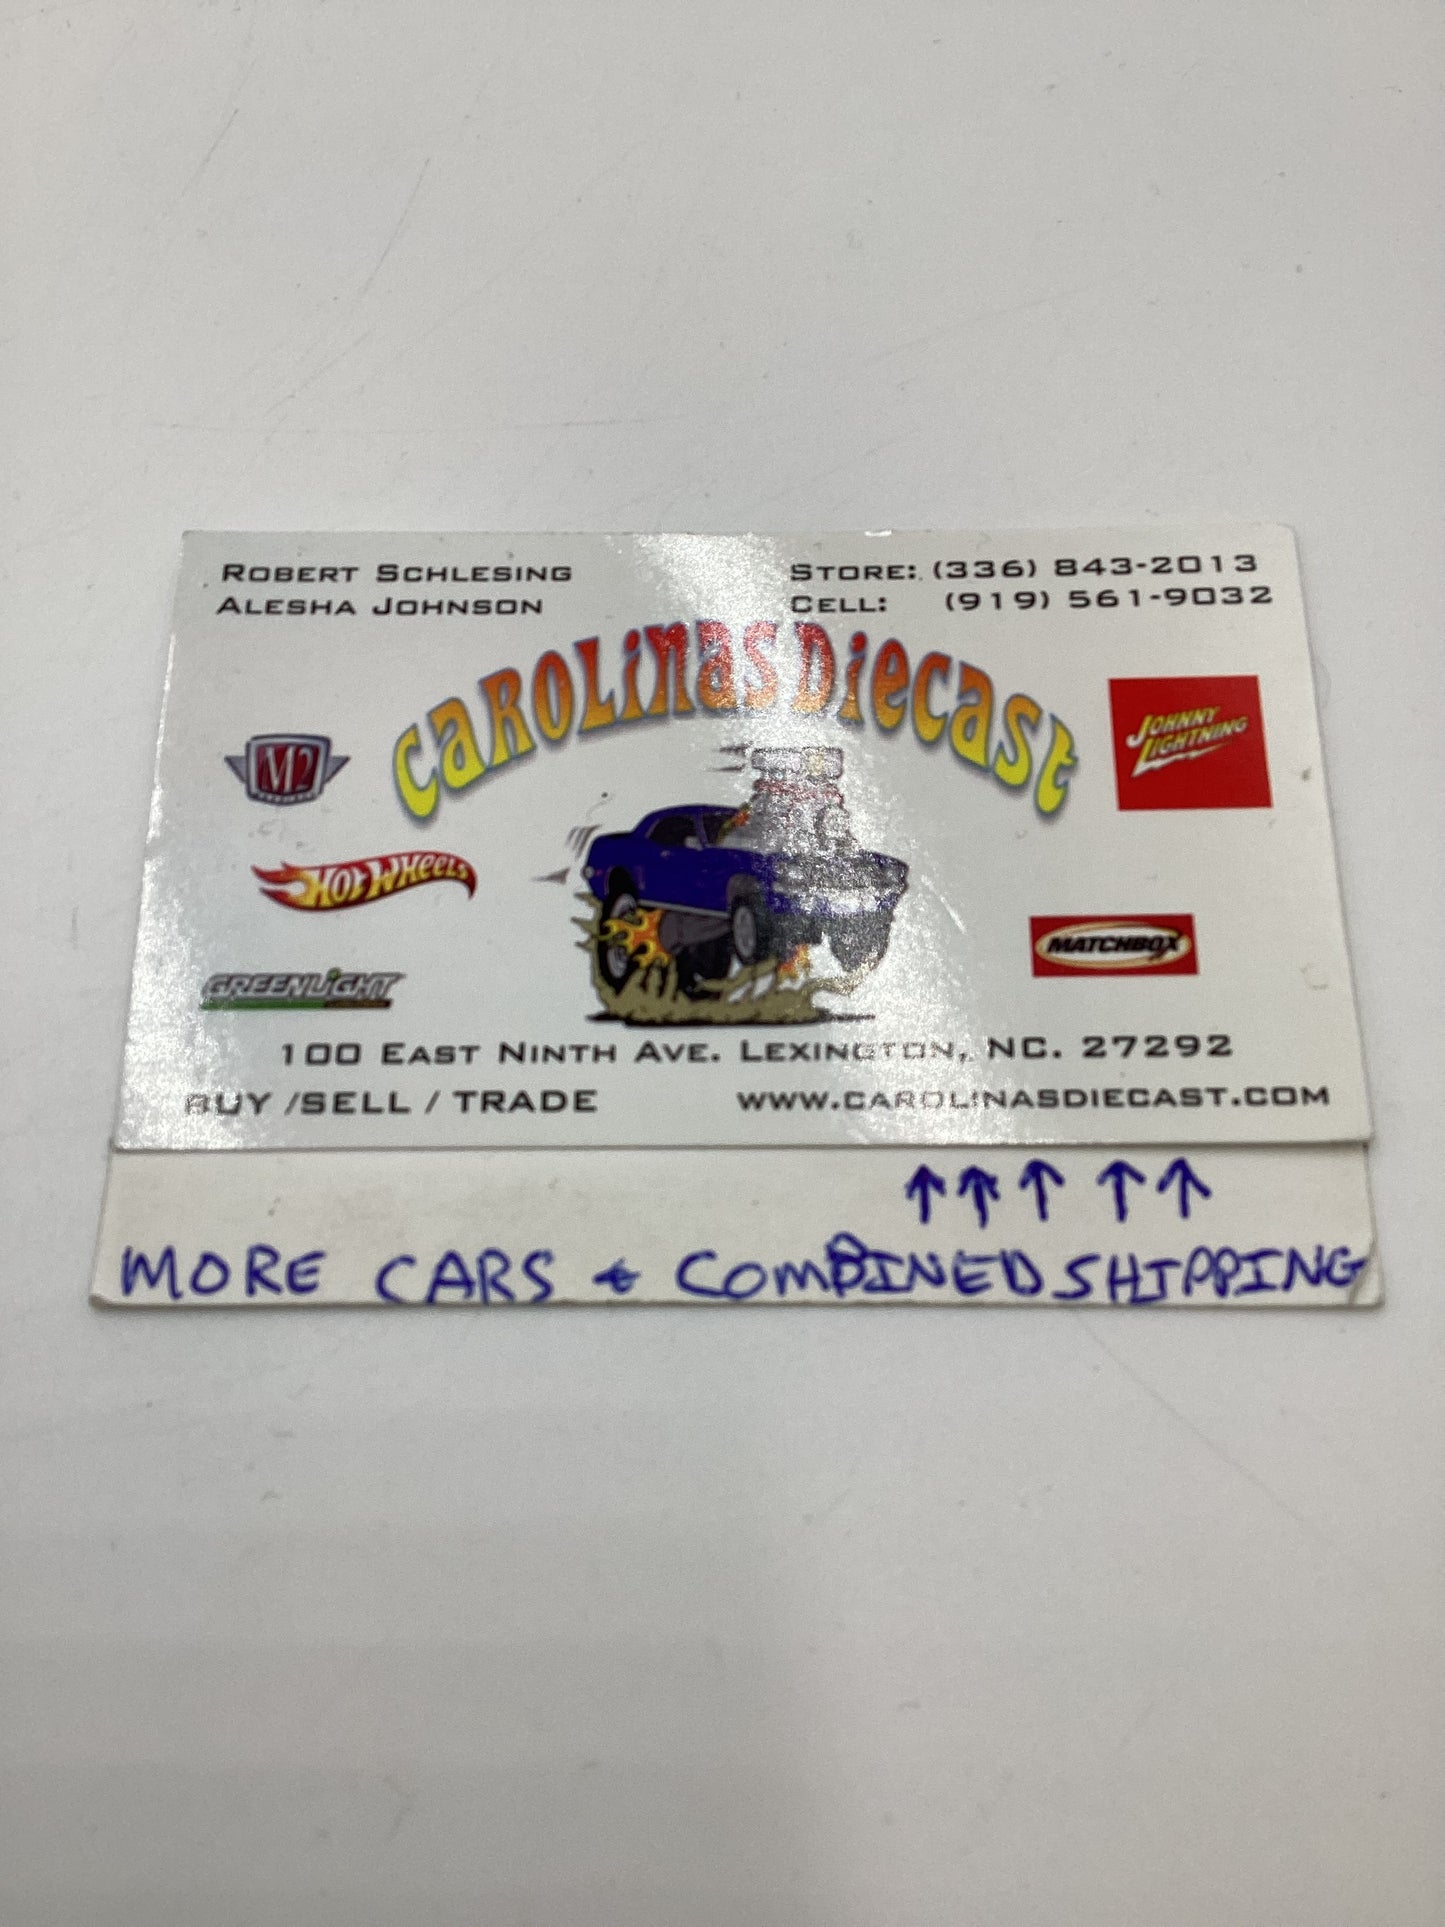 ROBERT SCHLESING
ALESHA JOHNSON
STORE: (336) 843-2013
CELL: (919) 561-9032
CAROLINAS DIECAST
M2
JOHNNY
LIGHTNING
HOT WHEELS
MATCHBOX
GREENLIGHT
100 EAST NINTH AVE. LEXINGTON, NC. 27292
BUY /SELL / TRADE
WWW.CAROLINASDIECAST.COM
↑↑↑↑↑
MORE CARS & COMBINED SHIPPING